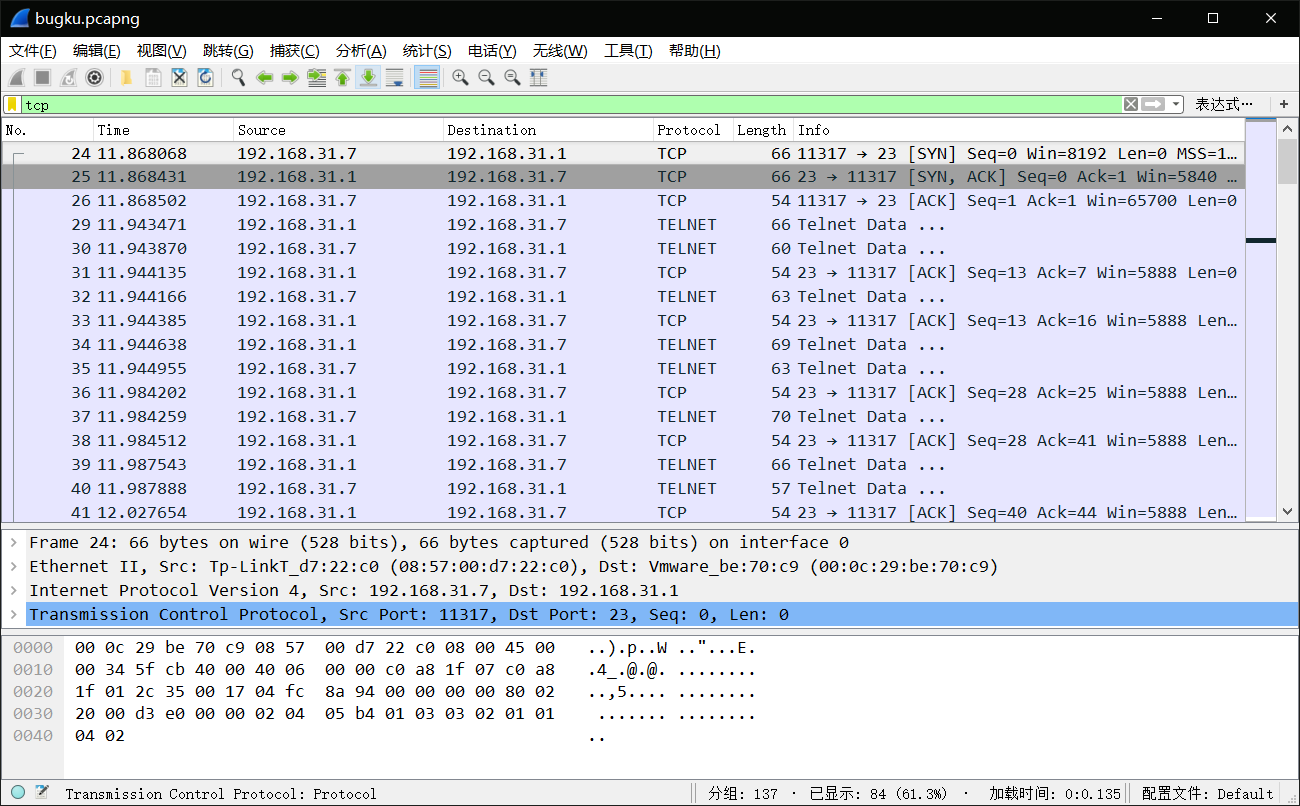 bugku.pcapng
文件(F) 编辑(E) 视图(V) 跳转(G) 捕获(C) 分析(A) 统计(S) 电话(Y) 无线(W) 工具(T) 帮助(H)
tcp 表达式… +
No. Time Source Destination Protocol Length Info
24 11.868068 192.168.31.7 192.168.31.1 TCP 66 11317 → 23 [SYN] Seq=0 Win=8192 Len=0 MSS=1…
25 11.868431 192.168.31.1 192.168.31.7 TCP 66 23 → 11317 [SYN, ACK] Seq=0 Ack=1 Win=5840 …
26 11.868502 192.168.31.7 192.168.31.1 TCP 54 11317 → 23 [ACK] Seq=1 Ack=1 Win=65700 Len=0
29 11.943471 192.168.31.1 192.168.31.7 TELNET 66 Telnet Data ...
30 11.943870 192.168.31.7 192.168.31.1 TELNET 60 Telnet Data ...
31 11.944135 192.168.31.1 192.168.31.7 TCP 54 23 → 11317 [ACK] Seq=13 Ack=7 Win=5888 Len=0
32 11.944166 192.168.31.7 192.168.31.1 TELNET 63 Telnet Data ...
33 11.944385 192.168.31.1 192.168.31.7 TCP 54 23 → 11317 [ACK] Seq=13 Ack=16 Win=5888 Len…
34 11.944638 192.168.31.1 192.168.31.7 TELNET 69 Telnet Data ...
35 11.944955 192.168.31.7 192.168.31.1 TELNET 63 Telnet Data ...
36 11.984202 192.168.31.1 192.168.31.7 TCP 54 23 → 11317 [ACK] Seq=28 Ack=25 Win=5888 Len…
37 11.984259 192.168.31.7 192.168.31.1 TELNET 70 Telnet Data ...
38 11.984512 192.168.31.1 192.168.31.7 TCP 54 23 → 11317 [ACK] Seq=28 Ack=41 Win=5888 Len…
39 11.987543 192.168.31.1 192.168.31.7 TELNET 66 Telnet Data ...
40 11.987888 192.168.31.7 192.168.31.1 TELNET 57 Telnet Data ...
41 12.027654 192.168.31.1 192.168.31.7 TCP 54 23 → 11317 [ACK] Seq=40 Ack=44 Win=5888 Len…
Frame 24: 66 bytes on wire (528 bits), 66 bytes captured (528 bits) on interface 0
Ethernet II, Src: Tp-LinkT_d7:22:c0 (08:57:00:d7:22:c0), Dst: Vmware_be:70:c9 (00:0c:29:be:70:c9)
Internet Protocol Version 4, Src: 192.168.31.7, Dst: 192.168.31.1
Transmission Control Protocol, Src Port: 11317, Dst Port: 23, Seq: 0, Len: 0
0000 00 0c 29 be 70 c9 08 57 00 d7 22 c0 08 00 45 00 ..).p..W .."...E.
0010 00 34 5f cb 40 00 40 06 00 00 c0 a8 1f 07 c0 a8 .4_.@.@. ........
0020 1f 01 2c 35 00 17 04 fc 8a 94 00 00 00 00 80 02 ..,5.... ........
0030 20 00 d3 e0 00 00 02 04 05 b4 01 03 03 02 01 01 ....... ........
0040 04 02 ..
Transmission Control Protocol: Protocol 分组: 137 · 已显示: 84 (61.3%) · 加载时间: 0:0.135 配置文件: Default